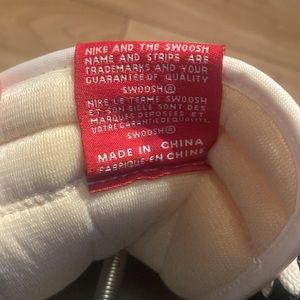 NIKE AND THE SWOOSH
NAME AND STRIPE ARE
TRADEMARKS AND YOUR
GUARANTEE OF QUALITY
SWOOSH®
NIKE LE TERME SWOOSH
ET SON SIGLE SONT DES
MARQUES DEPOSEES ET
VOTRE GARANTIE DE QUALITE
SWOOSH®
MADE IN CHINA
FABRIQUE EN CHINE